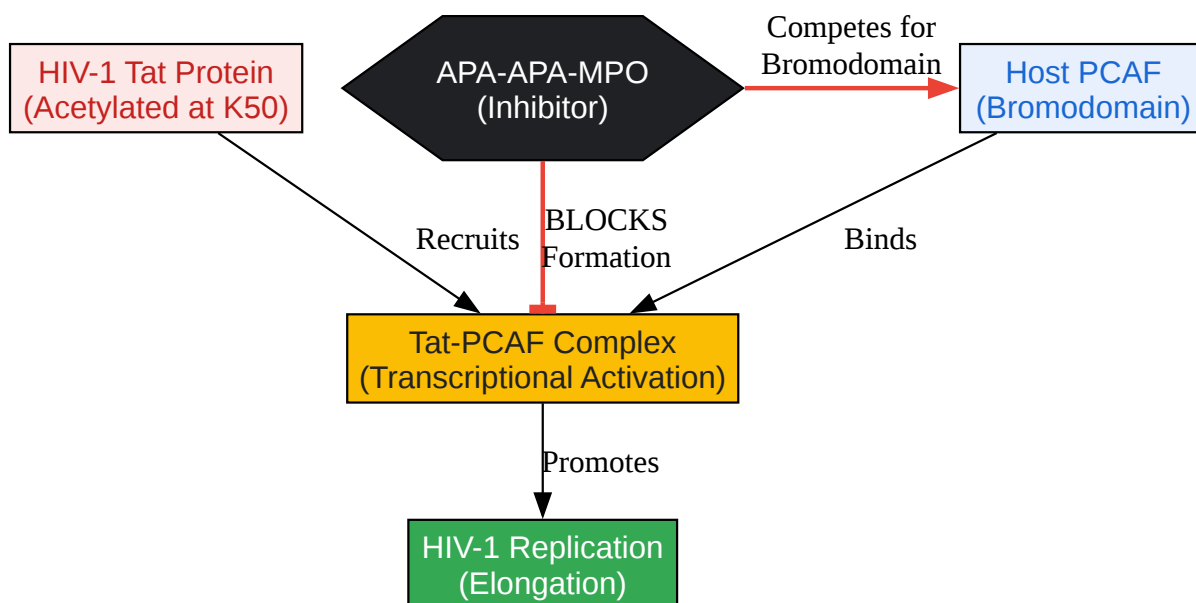 HIV-1 Tat Protein
(Acetylated at K50)
APA-APA-MPO
(Inhibitor)
Competes for
Bromodomain
Host PCAF
(Bromodomain)
Recruits
BLOCKS
Formation
Binds
Tat-PCAF Complex
(Transcriptional Activation)
Promotes
HIV-1 Replication
(Elongation)